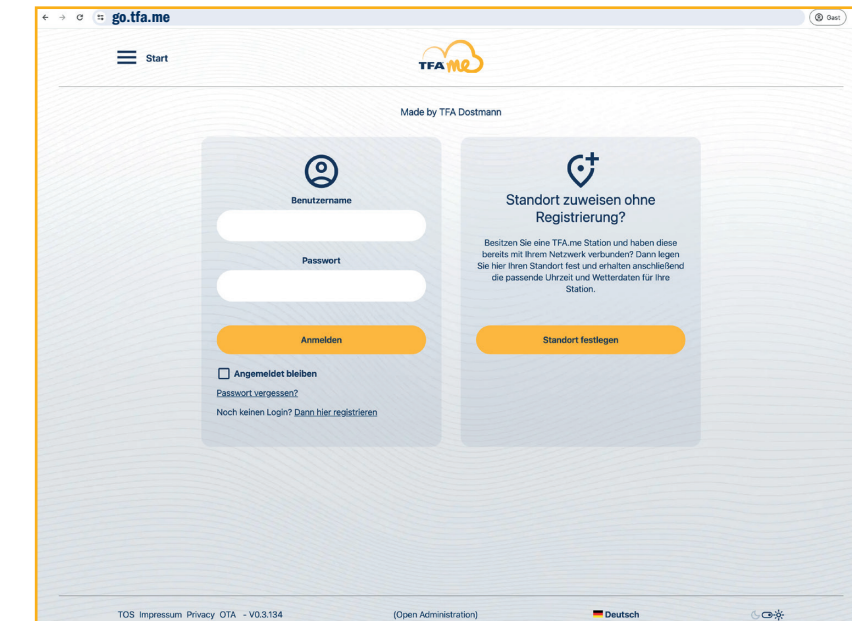 go.tfa.me
Gast
Start
TFA me
Made by TFA Dostmann
Benutzername
Passwort
Anmelden
Angemeldet bleiben
Passwort vergessen?
Noch keinen Login? Dann hier registrieren
Standort zuweisen ohne
Registrierung?
Besitzen Sie eine TFA.me Station und haben diese
bereits mit Ihrem Netzwerk verbunden? Dann legen
Sie hier Ihren Standort fest und erhalten anschließend
die passende Uhrzeit und Wetterdaten für Ihre
Station.
Standort festlegen
TOS Impressum Privacy OTA - V0.3.134
(Open Administration)
Deutsch